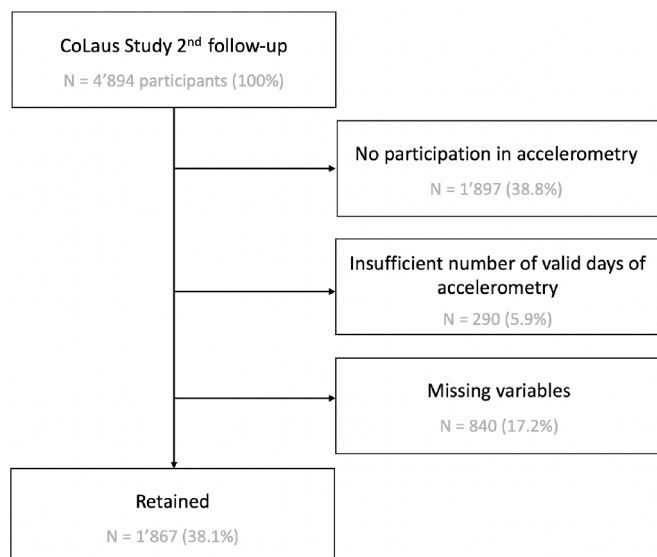 CoLaus Study 2nd follow-up
N = 4’894 participants (100%)
No participation in accelerometry
N = 1’897 (38.8%)
Insufficient number of valid days of
accelerometry
N = 290 (5.9%)
Missing variables
N = 840 (17.2%)
Retained
N = 1’867 (38.1%)